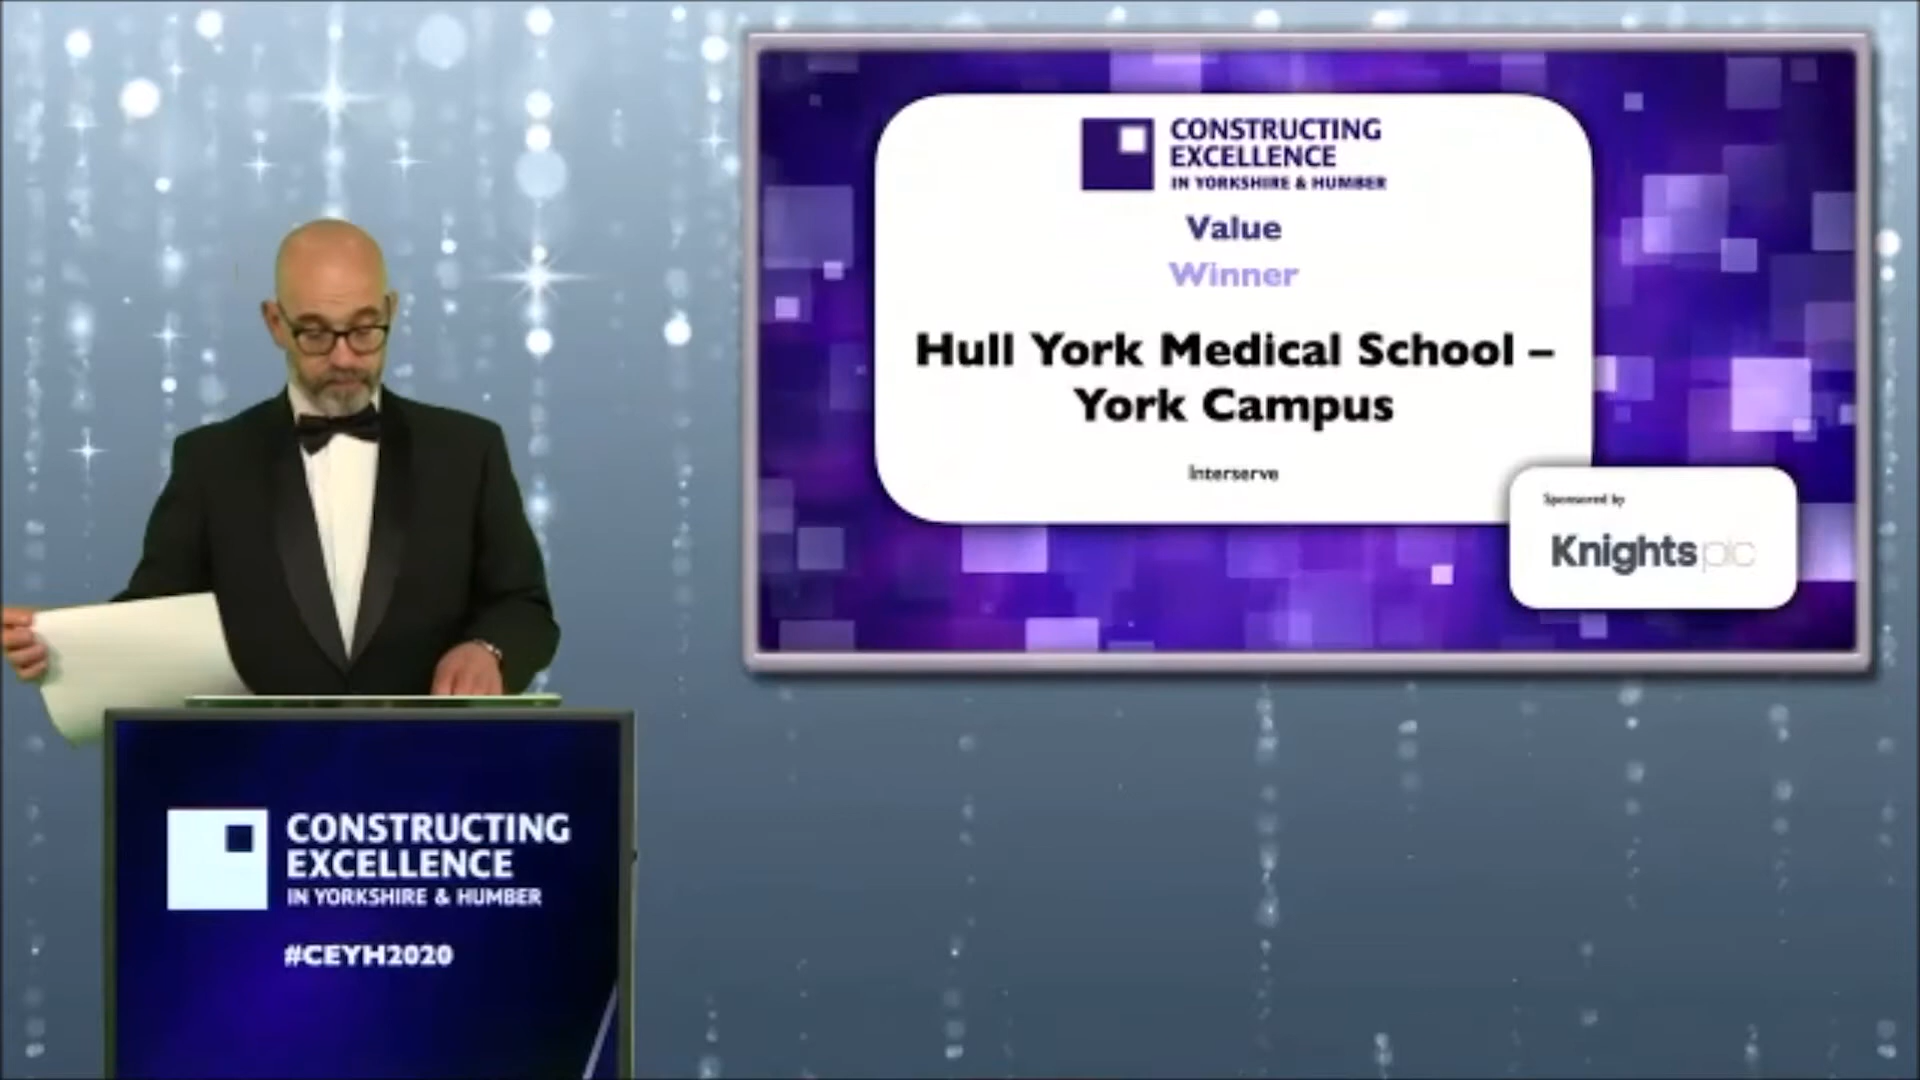 CONSTRUCTING
EXCELLENCE
IN YORKSHIRE & HUMBER
Value
Winner
Hull York Medical School –
York Campus
Interserve
Sponsored by
Knights plc
CONSTRUCTING
EXCELLENCE
IN YORKSHIRE & HUMBER
#CEYH2020